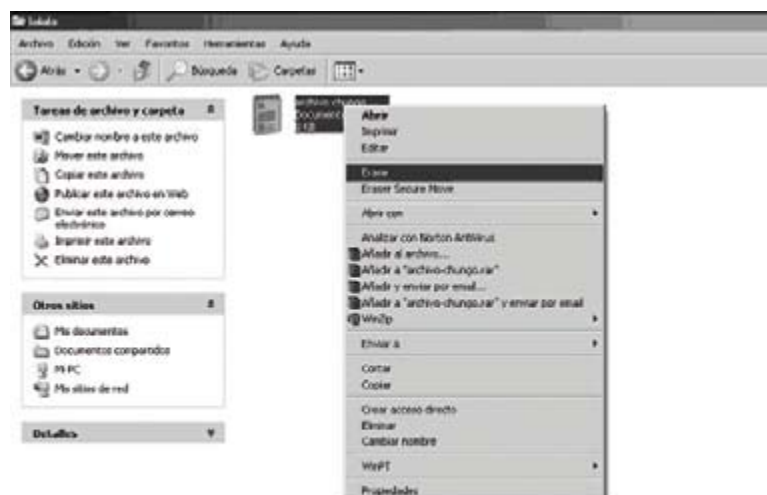 lalala
Archivo Edición Ver Favoritos Herramientas Ayuda
Atrás Búsqueda Carpetas
Tareas de archivo y carpeta
Cambiar nombre a este archivo
Mover este archivo
Copiar este archivo
Publicar este archivo en Web
Enviar este archivo por correo
electrónico
Imprimir este archivo
Eliminar este archivo
Otros sitios
Mis documentos
Documentos compartidos
Mi PC
Mis sitios de red
Detalles
archivo-chungo
Documento
Abrir
Imprimir
Editar
Erase
Eraser Secure Move
Abrir con
Analizar con Norton AntiVirus
Añadir al archivo...
Añadir a "archivo-chungo.rar"
Añadir y enviar por email...
Añadir a "archivo-chungo.rar" y enviar por email
WinZip
Enviar a
Cortar
Copiar
Crear acceso directo
Eliminar
Cambiar nombre
WinPT
Propiedades